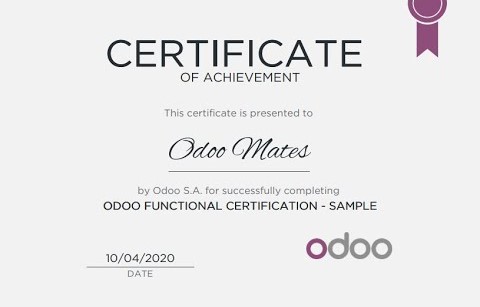 CERTIFICATE
OF ACHIEVEMENT
This certificate is presented to
Odoo Mates
by Odoo S.A. for successfully completing
ODOO FUNCTIONAL CERTIFICATION - SAMPLE
odoo
10/04/2020
DATE